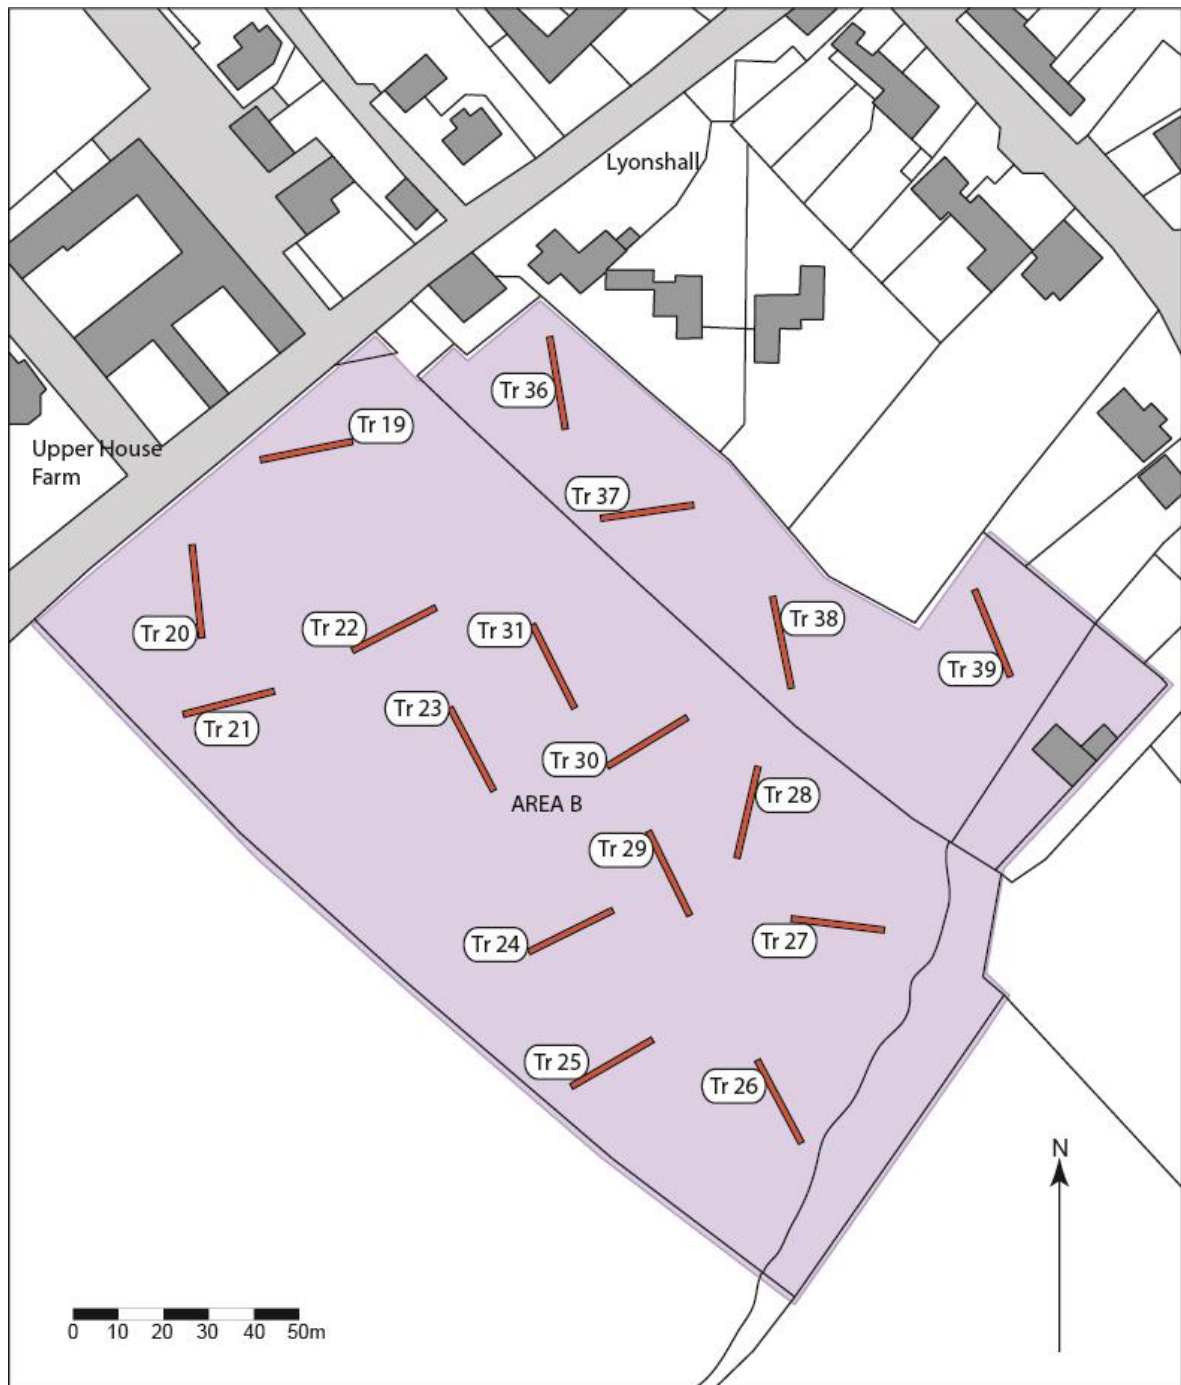 Lyonshall
Tr 36
Tr 19
Upper House
Farm
Tr 37
Tr 20
Tr 22
Tr 31
Tr 38
Tr 39
Tr 21
Tr 23
Tr 30
AREA B
Tr 28
Tr 29
Tr 24
Tr 27
Tr 25
Tr 26
N
0 10 20 30 40 50m